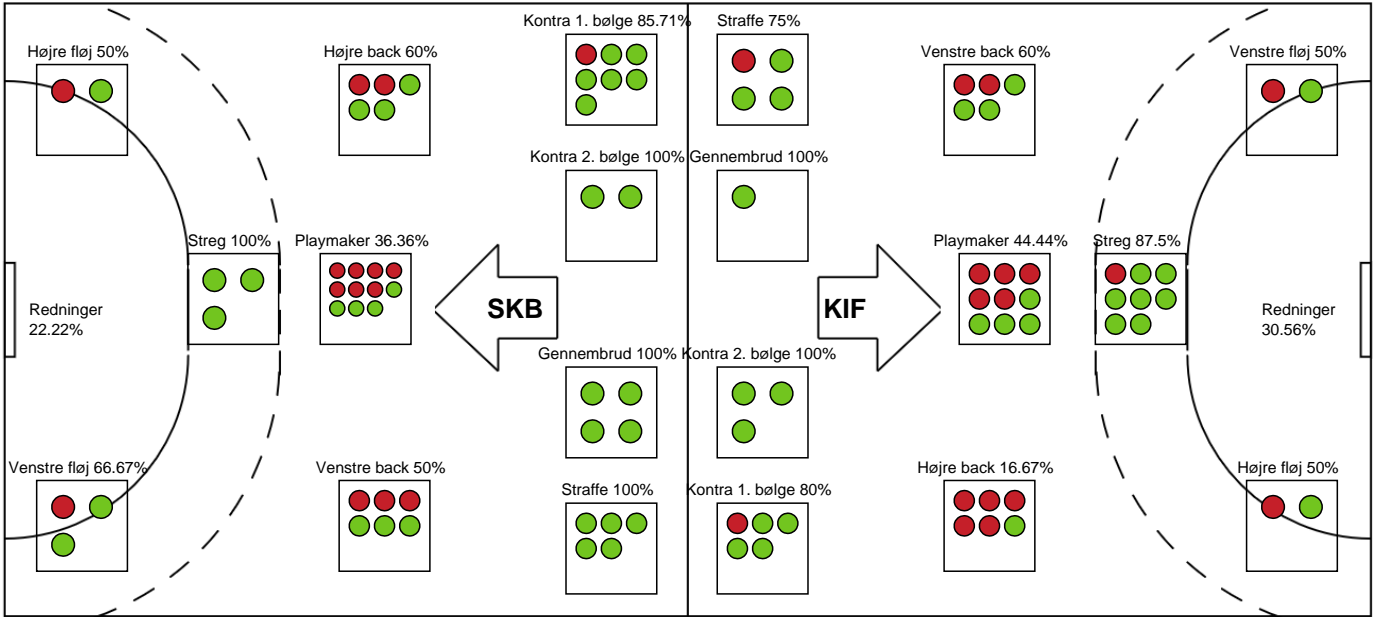 Kontra 1. bølge 85.71%
Straffe 75%
Højre fløj 50%
Højre back 60%
Venstre back 60%
Venstre fløj 50%
Kontra 2. bølge 100%
Gennembrud 100%
Streg 100%
Playmaker 36.36%
Playmaker 44.44%
Streg 87.5%
Redninger
22.22%
SKB
KIF
Redninger
30.56%
Gennembrud 100%
Kontra 2. bølge 100%
Venstre fløj 66.67%
Venstre back 50%
Højre back 16.67%
Højre fløj 50%
Straffe 100%
Kontra 1. bølge 80%